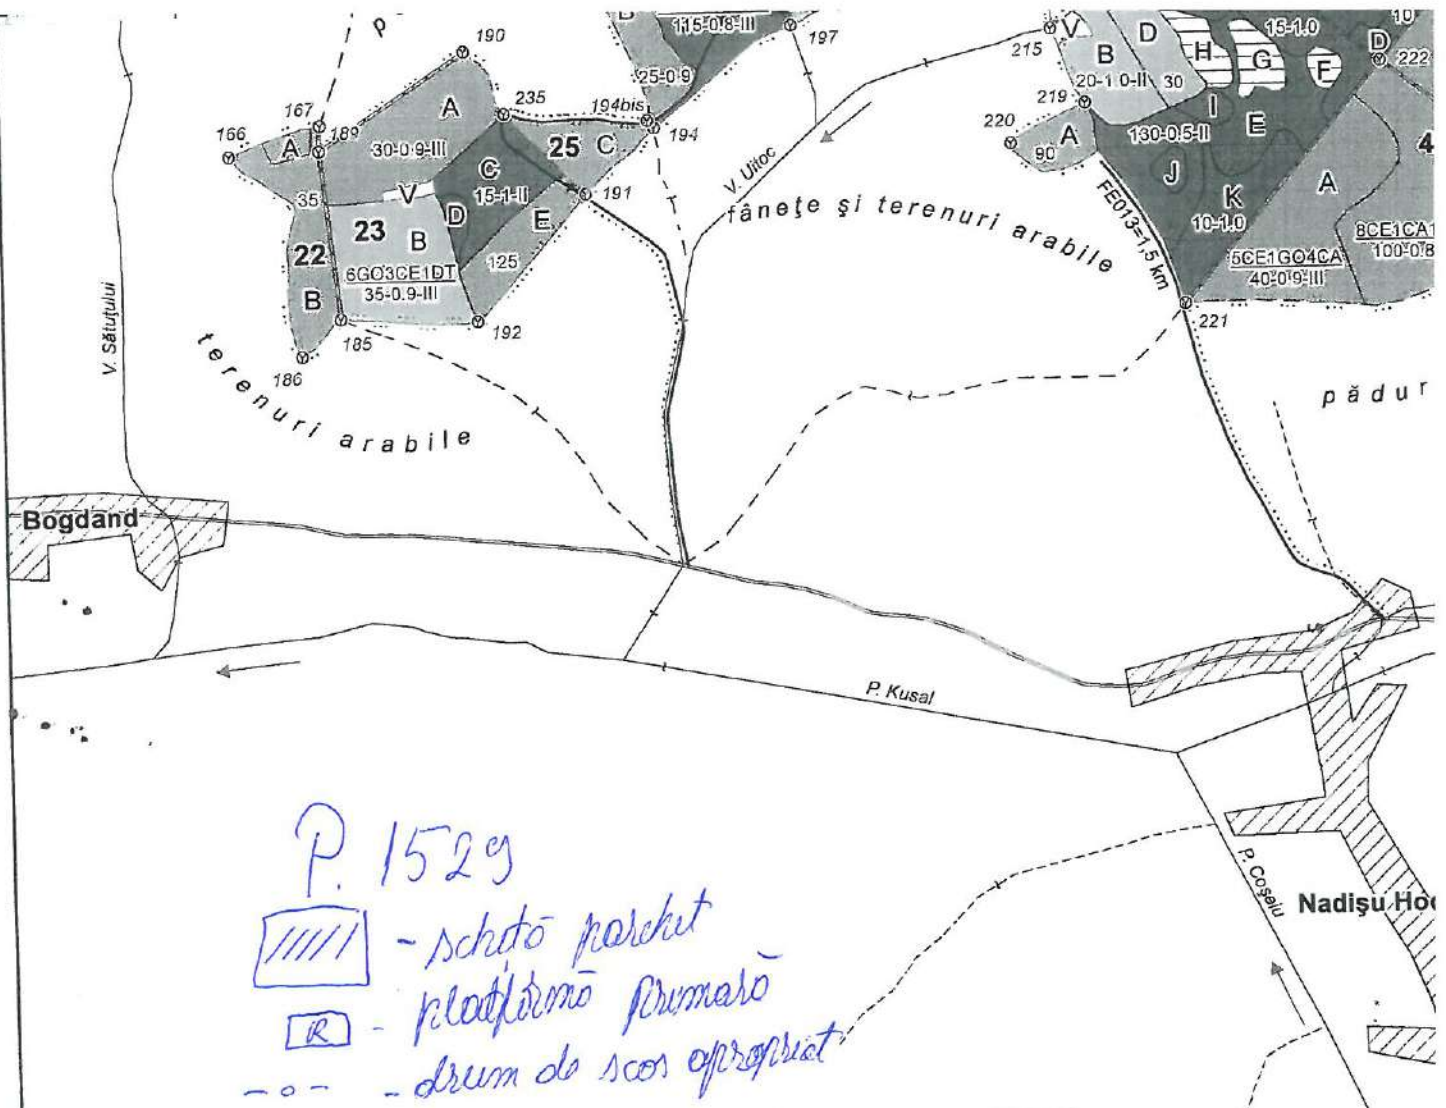 115-0.8-III
15-1.0
10
P
190
197
215
V
B
D
H
G
F
D
222
25-0.9
20-1.0-II
30
A
235
194bis
194
219
I
130-0.5-II
E
167
166
A
189
30-0.9-III
C
25
C
220
A
90
4
15-1-II
V. Uitoc
J
A
35
V
191
fânețe și terenuri arabile
K
10-1.0
FE013=1,5 km
23
B
D
E
22
125
6GO3CE1DT
35-0.9-III
5CE1GO4CA
40-0.9-III
8CE1CA1
100-0.8
B
185
192
221
186
V. Sătuțului
terenuri arabile
pădur
Bogdand
P. Kusal
P. Coșeiu
Nadișu Hod
P. 1529
- schiță parchet
- platformă primară
- drum de scos apropiat